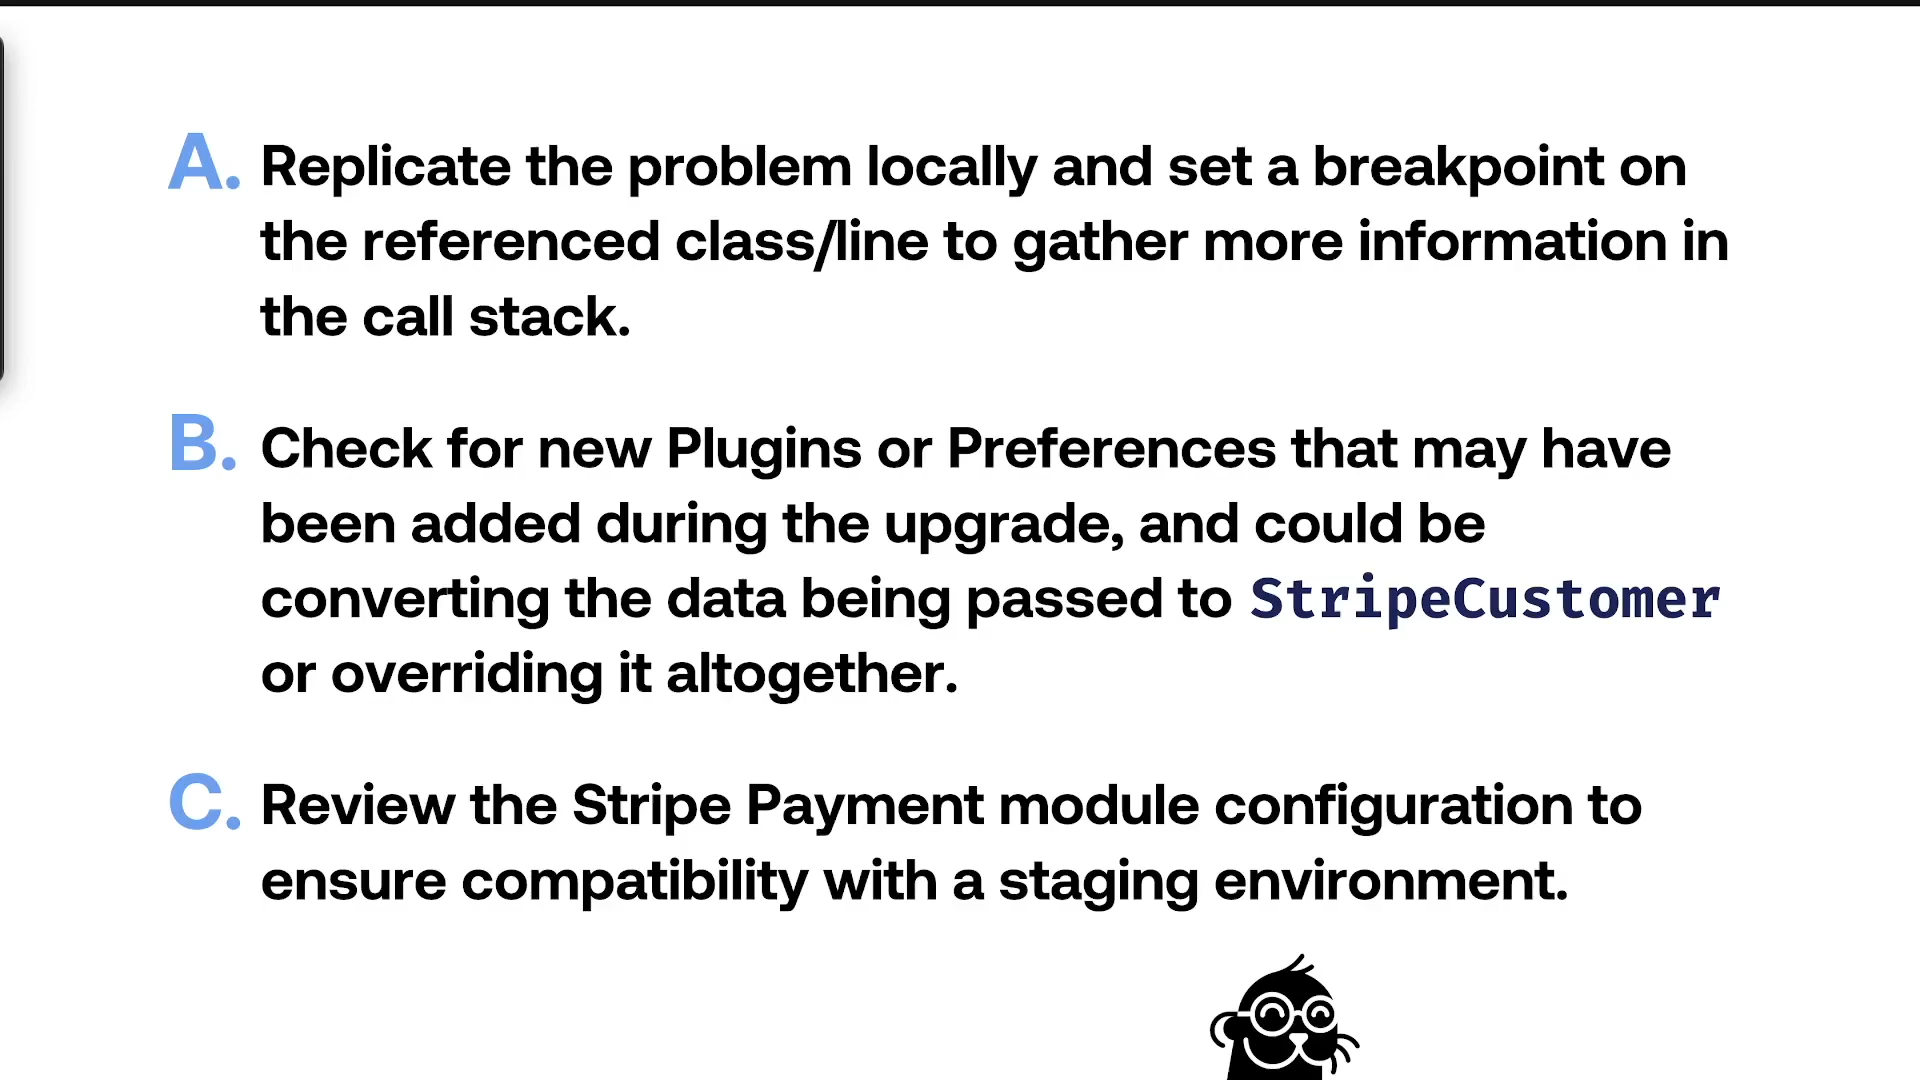 A. Replicate the problem locally and set a breakpoint on
the referenced class/line to gather more information in
the call stack.
B. Check for new Plugins or Preferences that may have
been added during the upgrade, and could be
converting the data being passed to StripeCustomer
or overriding it altogether.
C. Review the Stripe Payment module configuration to
ensure compatibility with a staging environment.